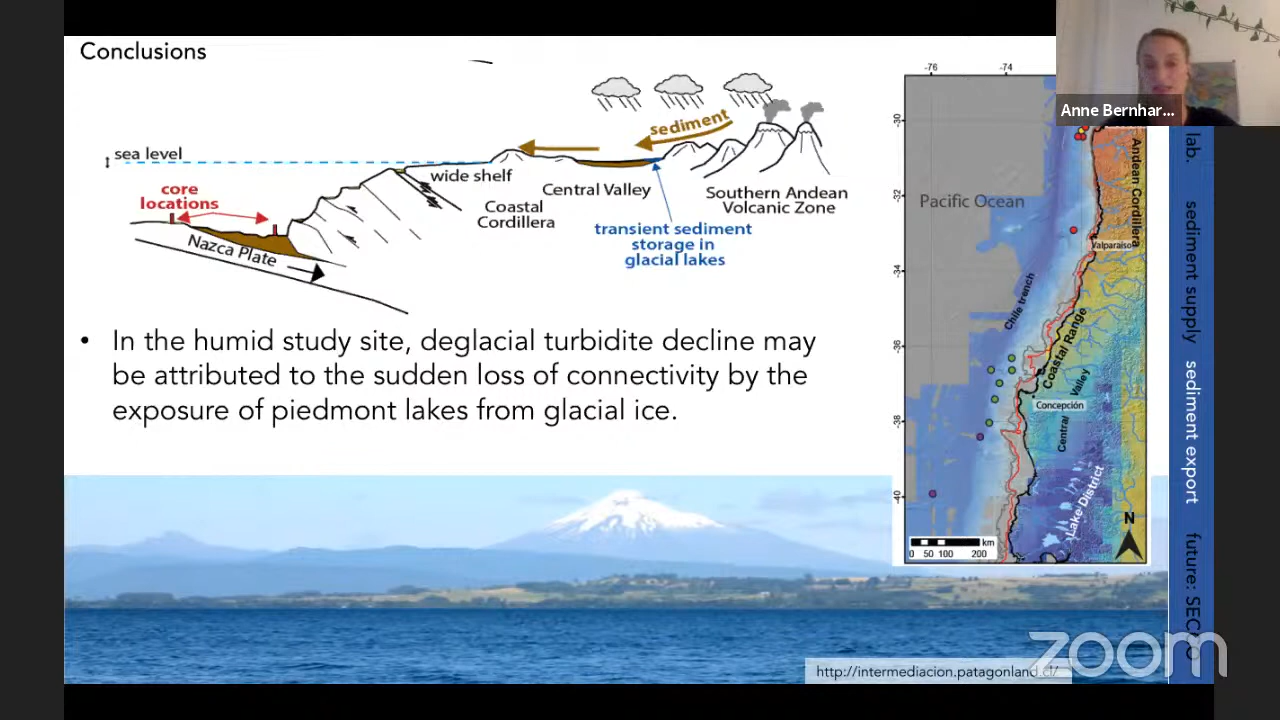 Conclusions
Anne Bernhar...
sediment
sea level
wide shelf
Central Valley
Southern Andean
Volcanic Zone
Coastal
Cordillera
core
locations
Nazca Plate
transient sediment
storage in
glacial lakes
• In the humid study site, deglacial turbidite decline may
be attributed to the sudden loss of connectivity by the
exposure of piedmont lakes from glacial ice.
-76
-74
-30
-32
-34
-36
-38
-40
Pacific Ocean
Andean Cordillera
Valparaíso
Chile trench
Coastal Range
Central Valley
Concepción
Lake District
N
km
0 50 100 200
lab.
sediment supply
sediment export
future:
http://intermediacion.patagonland.cl/
zoom